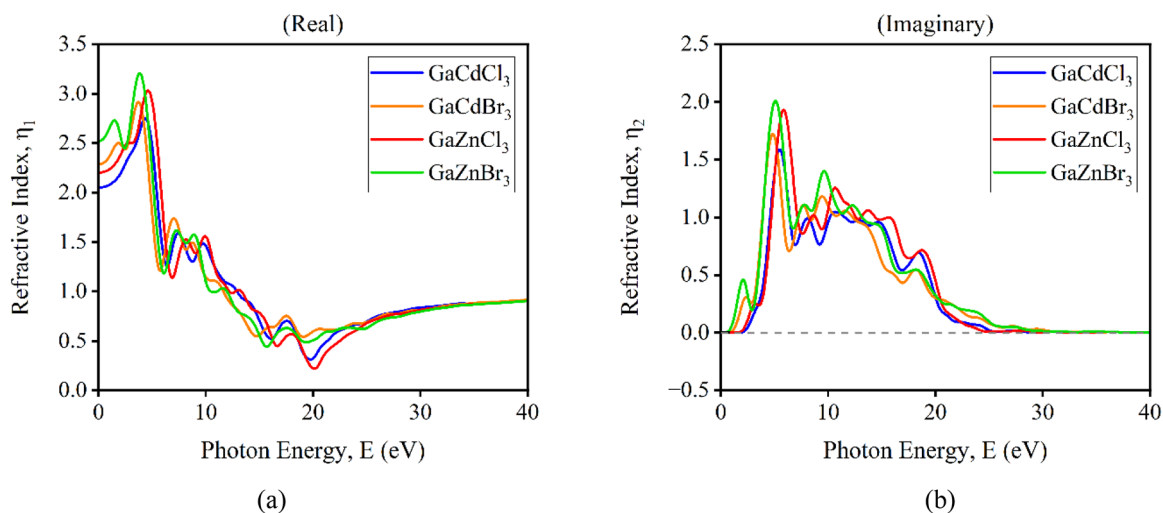 (Real)
3.5
3.0
2.5
2.0
1.5
1.0
0.5
0.0
Refractive Index, η₁
GaCdCl₃
GaCdBr₃
GaZnCl₃
GaZnBr₃
0 10 20 30 40
Photon Energy, E (eV)
(a)
(Imaginary)
2.5
2.0
1.5
1.0
0.5
0.0
−0.5
Refractive Index, η₂
GaCdCl₃
GaCdBr₃
GaZnCl₃
GaZnBr₃
0 10 20 30 40
Photon Energy, E (eV)
(b)